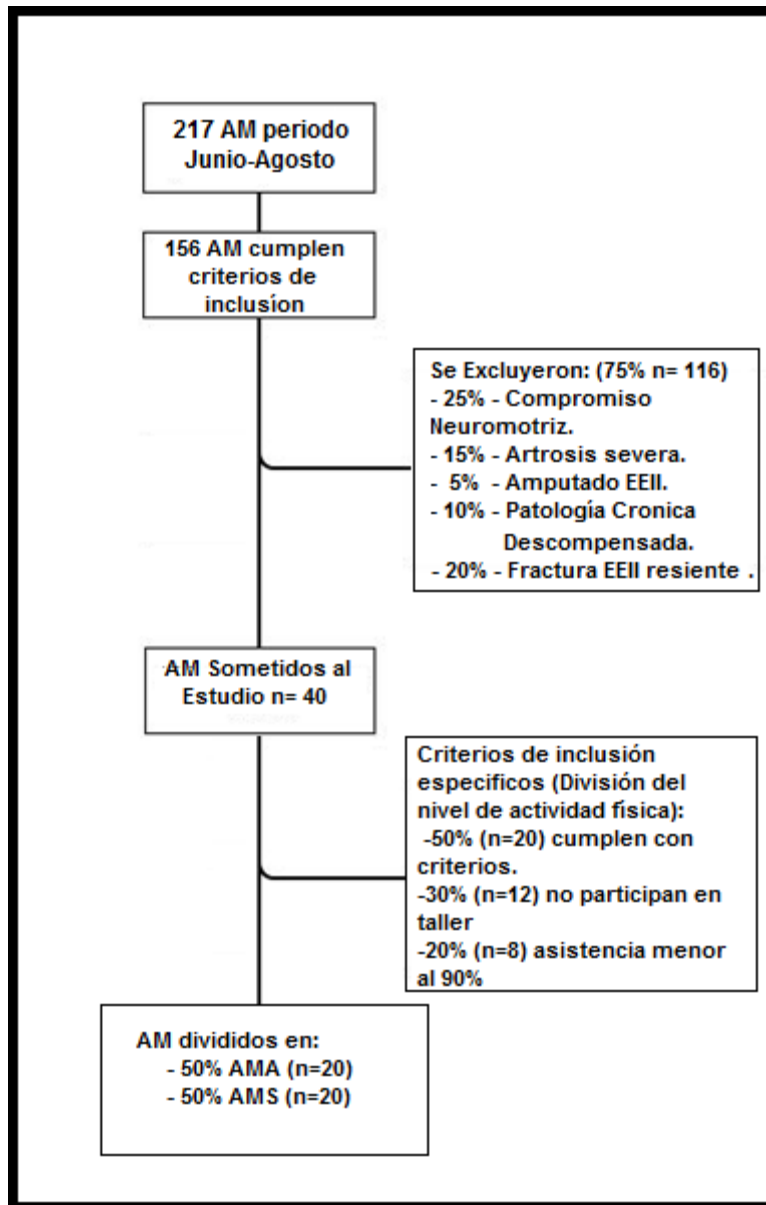 217 AM periodo
Junio-Agosto
156 AM cumplen
criterios de
inclusíon
Se Excluyeron: (75% n= 116)
- 25% - Compromiso
Neuromotriz.
- 15% - Artrosis severa.
- 5% - Amputado EEII.
- 10% - Patología Cronica
Descompensada.
- 20% - Fractura EEII resiente .
AM Sometidos al
Estudio n= 40
Criterios de inclusión
especificos (División del
nivel de actividad física):
-50% (n=20) cumplen con
criterios.
-30% (n=12) no participan en
taller
-20% (n=8) asistencia menor
al 90%
AM divididos en:
- 50% AMA (n=20)
- 50% AMS (n=20)